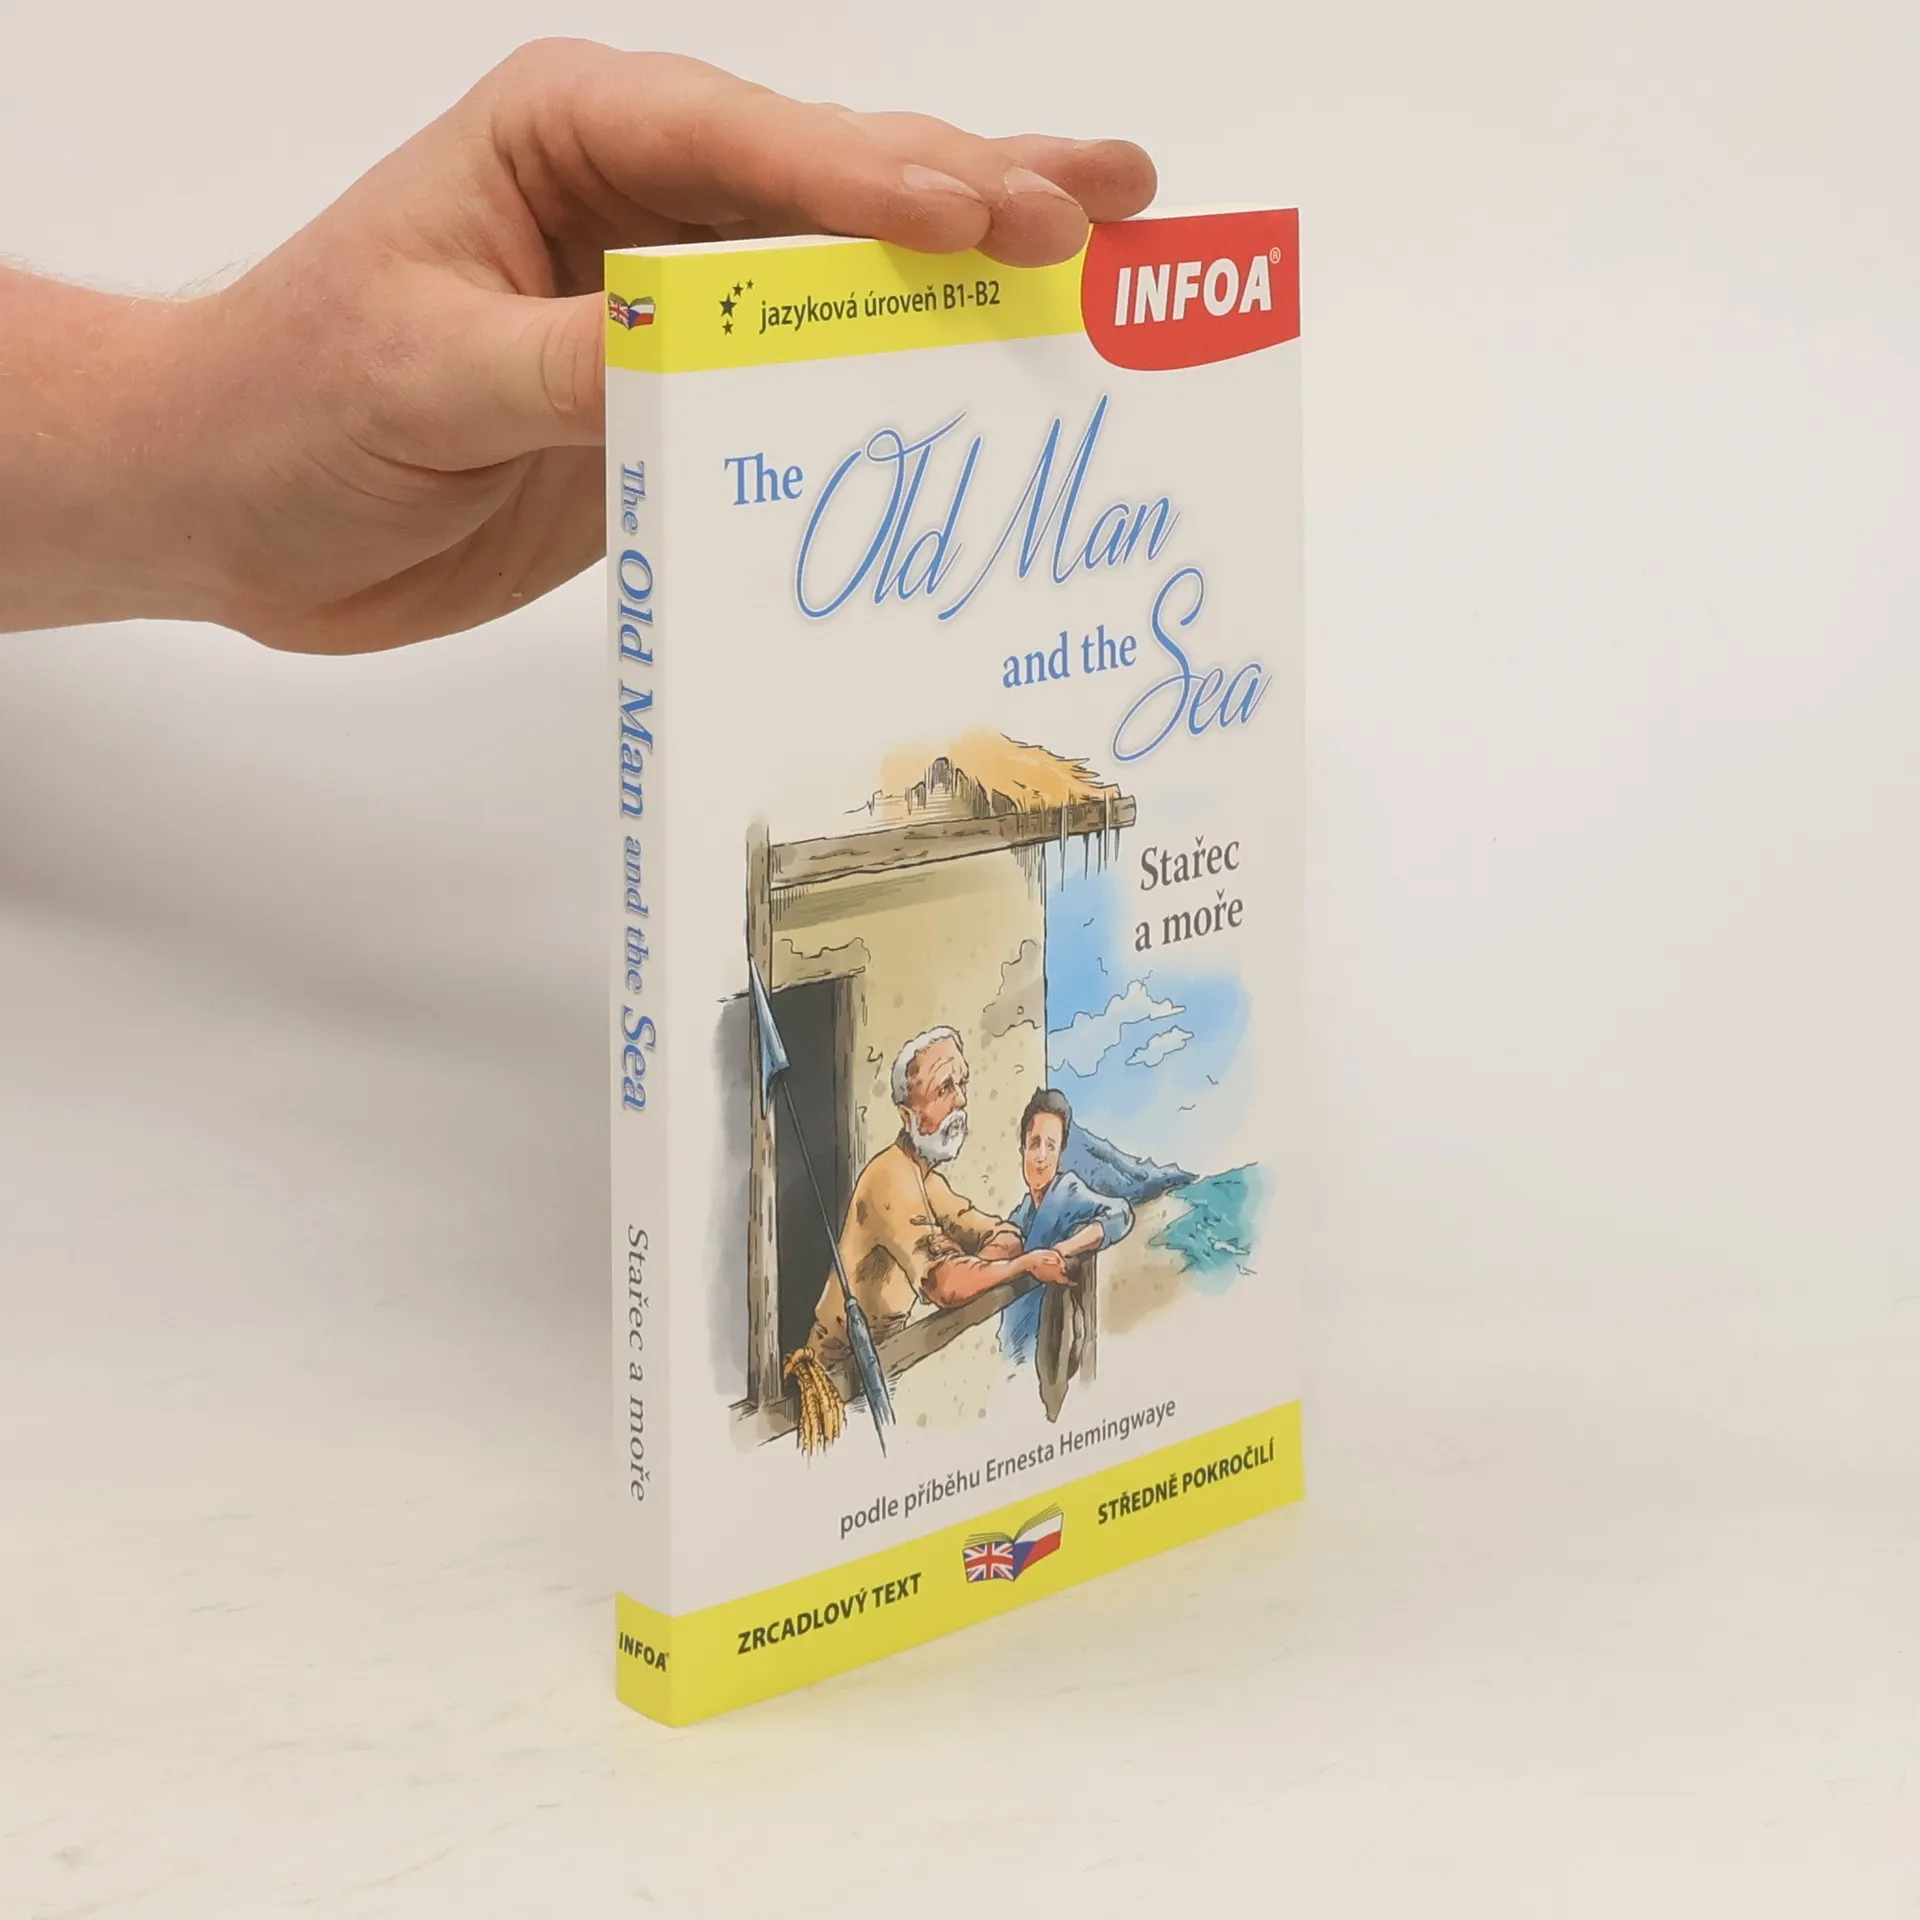 jazyková úroveň B1-B2
INFOA®
The Old Man
and the Sea
Stařec
a moře
podle příběhu Ernesta Hemingwaye
ZRCADLOVÝ TEXT
STŘEDNĚ POKROČILÍ
The Old Man and the Sea
Stařec a moře
INFOA®